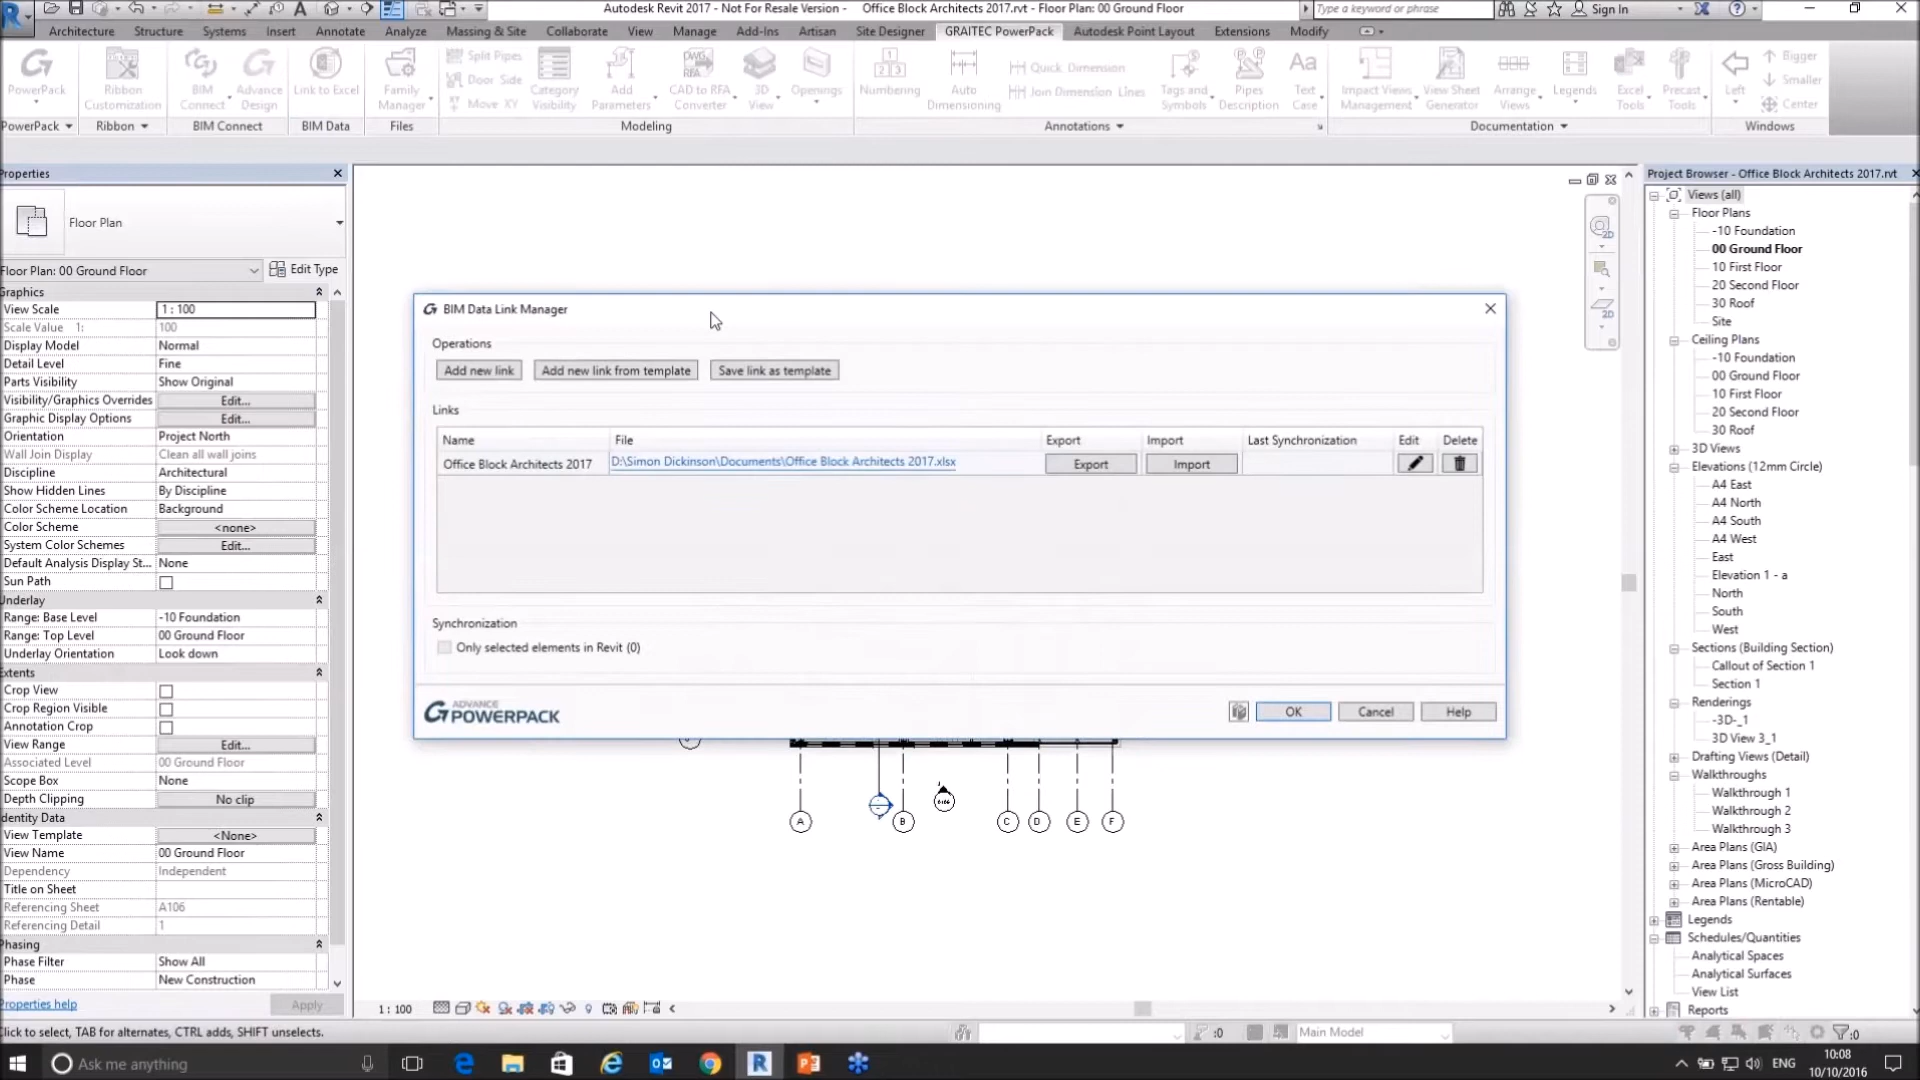 Autodesk Revit 2017 - Not For Resale Version - Office Block Architects 2017.rvt - Floor Plan: 00 Ground Floor
Type a keyword or phrase
Sign In
Architecture Structure Systems Insert Annotate Analyze Massing & Site Collaborate View Manage Add-Ins Artisan Site Designer GRAITEC PowerPack Autodesk Point Layout Extensions Modify
PowerPack
Ribbon Customization
BIM Connect
Advance Design
Link to Excel
Family Manager
Split Pipes
Door Side
Move XY
Category Visibility
Add Parameters
CAD to RFA Converter
3D View
Openings
Numbering
Auto Dimensioning
Quick Dimension
Join Dimension Lines
Tags and Symbols
Pipes Description
Text Case
Impact Views Management
View Sheet Generator
Arrange Views
Legends
Excel Tools
Precast Tools
Left
Bigger
Smaller
Center
PowerPack Ribbon BIM Connect BIM Data Files Modeling Annotations Documentation Windows
Properties
Floor Plan
Floor Plan: 00 Ground Floor Edit Type
Graphics
View Scale 1 : 100
Scale Value 1: 100
Display Model Normal
Detail Level Fine
Parts Visibility Show Original
Visibility/Graphics Overrides Edit...
Graphic Display Options Edit...
Orientation Project North
Wall Join Display Clean all wall joins
Discipline Architectural
Show Hidden Lines By Discipline
Color Scheme Location Background
Color Scheme <none>
System Color Schemes Edit...
Default Analysis Display St... None
Sun Path
Underlay
Range: Base Level -10 Foundation
Range: Top Level 00 Ground Floor
Underlay Orientation Look down
Extents
Crop View
Crop Region Visible
Annotation Crop
View Range Edit...
Associated Level 00 Ground Floor
Scope Box None
Depth Clipping No clip
Identity Data
View Template <None>
View Name 00 Ground Floor
Dependency Independent
Title on Sheet
Referencing Sheet A106
Referencing Detail 1
Phasing
Phase Filter Show All
Phase New Construction
Properties help Apply
BIM Data Link Manager
Operations
Add new link Add new link from template Save link as template
Links
Name File Export Import Last Synchronization Edit Delete
Office Block Architects 2017 D:\Simon Dickinson\Documents\Office Block Architects 2017.xlsx Export Import
Synchronization
Only selected elements in Revit (0)
ADVANCE
POWERPACK
OK Cancel Help
A B C D E F
2D
2D
Project Browser - Office Block Architects 2017.rvt
Views (all)
Floor Plans
-10 Foundation
00 Ground Floor
10 First Floor
20 Second Floor
30 Roof
Site
Ceiling Plans
-10 Foundation
00 Ground Floor
10 First Floor
20 Second Floor
30 Roof
3D Views
Elevations (12mm Circle)
A4 East
A4 North
A4 South
A4 West
East
Elevation 1 - a
North
South
West
Sections (Building Section)
Callout of Section 1
Section 1
Renderings
-3D-_1
3D View 3_1
Drafting Views (Detail)
Walkthroughs
Walkthrough 1
Walkthrough 2
Walkthrough 3
Area Plans (GIA)
Area Plans (Gross Building)
Area Plans (MicroCAD)
Area Plans (Rentable)
Legends
Schedules/Quantities
Analytical Spaces
Analytical Surfaces
View List
Reports
1 : 100
Click to select, TAB for alternates, CTRL adds, SHIFT unselects.
:0
Main Model
:0
Ask me anything
ENG
10:08
10/10/2016